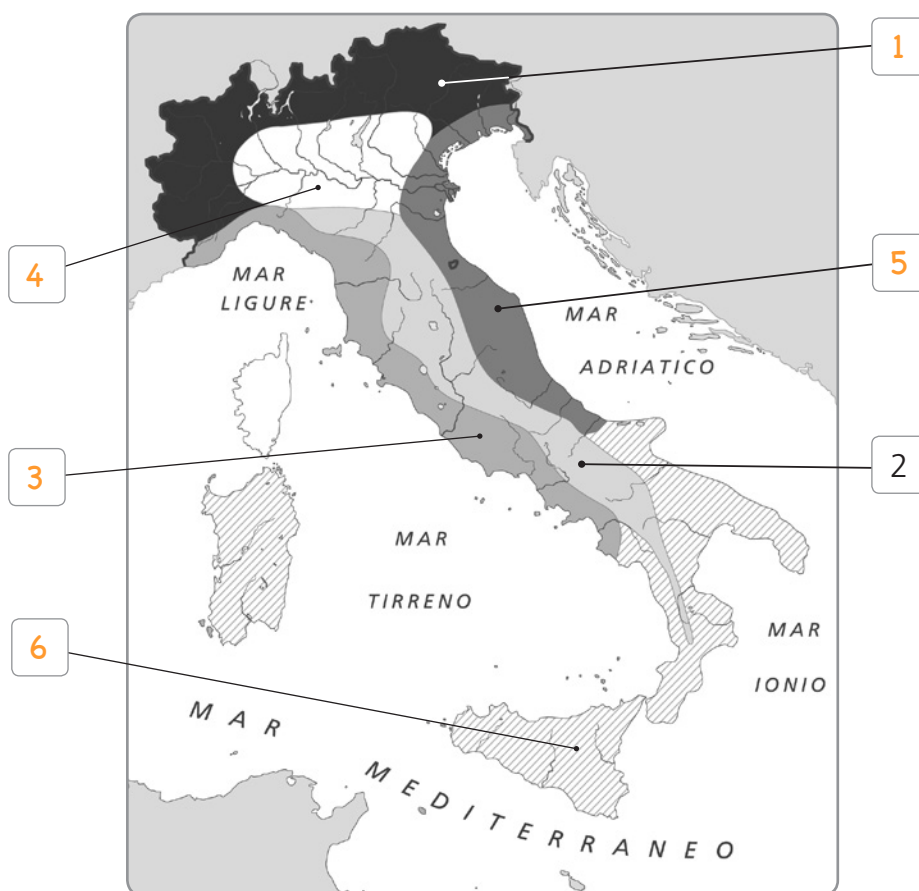 1
4
MAR
LIGURE
5
MAR
ADRIATICO
3
2
MAR
TIRRENO
6
MAR
IONIO
MAR
MEDITERRANEO